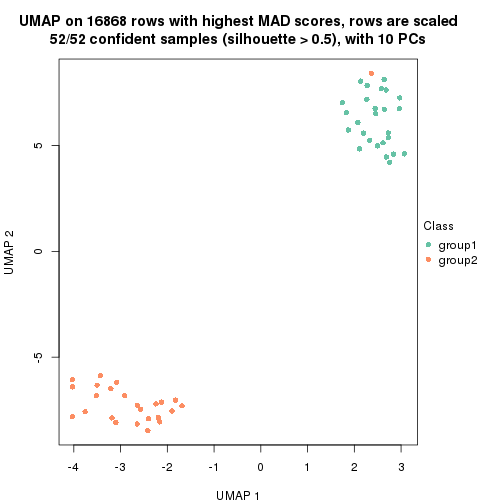 UMAP on 16868 rows with highest MAD scores, rows are scaled
52/52 confident samples (silhouette > 0.5), with 10 PCs
UMAP 2
5
0
-5
-4 -3 -2 -1 0 1 2 3
UMAP 1
Class
group1
group2